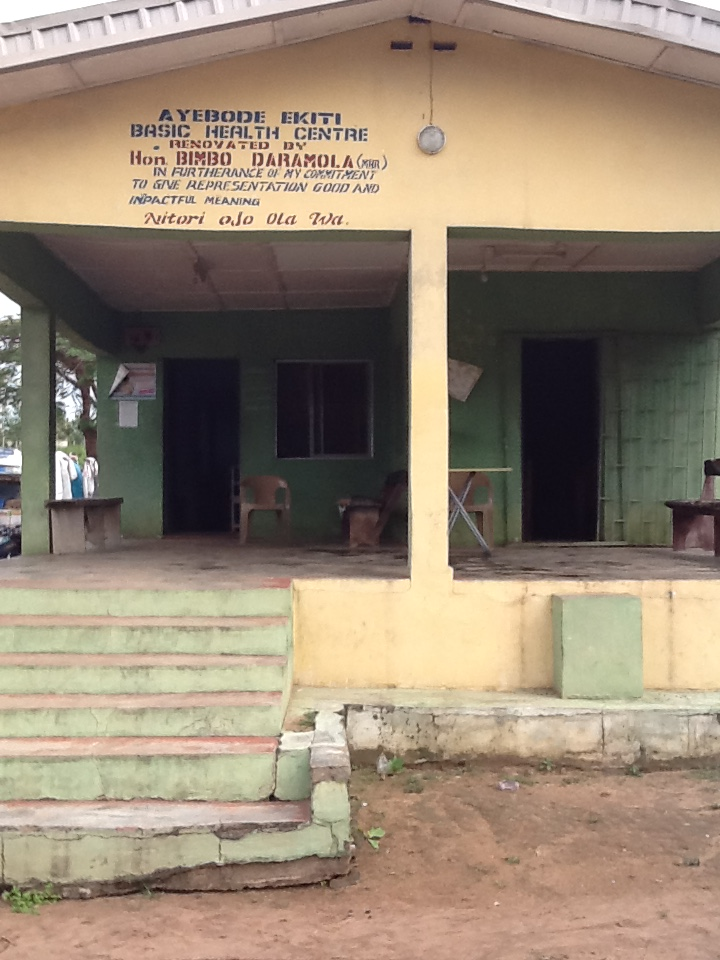 AYEBODE EKITI
BASIC HEALTH CENTRE
RENOVATED BY
Hon. BIMBO DARAMOLA (MHR)
IN FURTHERANCE OF MY COMMITMENT
TO GIVE REPRESENTATION GOOD AND
INPACTFUL MEANING
Nitori oJo Ola Wa.